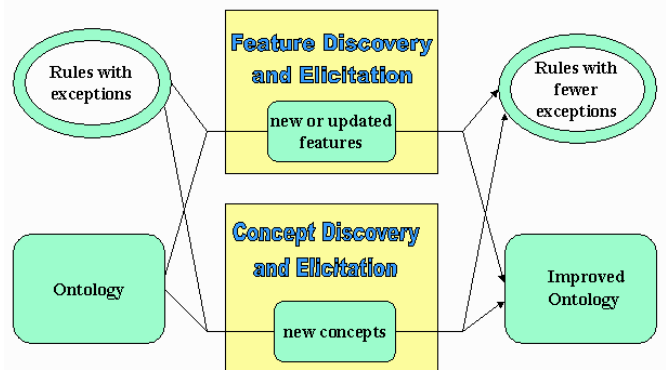 Feature Discovery
and Elicitation
Rules with
exceptions
new or updated
features
Rules with
fewer
exceptions
Concept Discovery
and Elicitation
Ontology
new concepts
Improved
Ontology